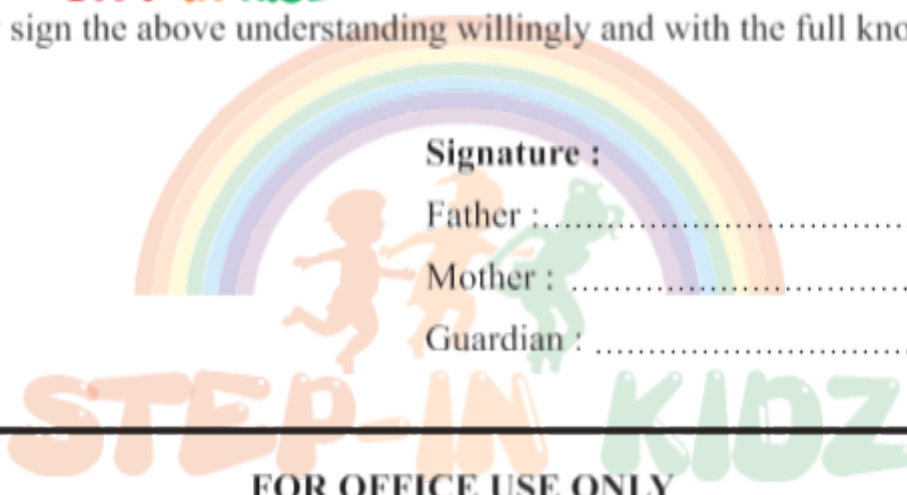 sign the above understanding willingly and with the full
Signature :
Father :....................................
Mother : ....................................
Guardian : ..................................
STEP-IN KIDZ
FOR OFFICE USE ONLY